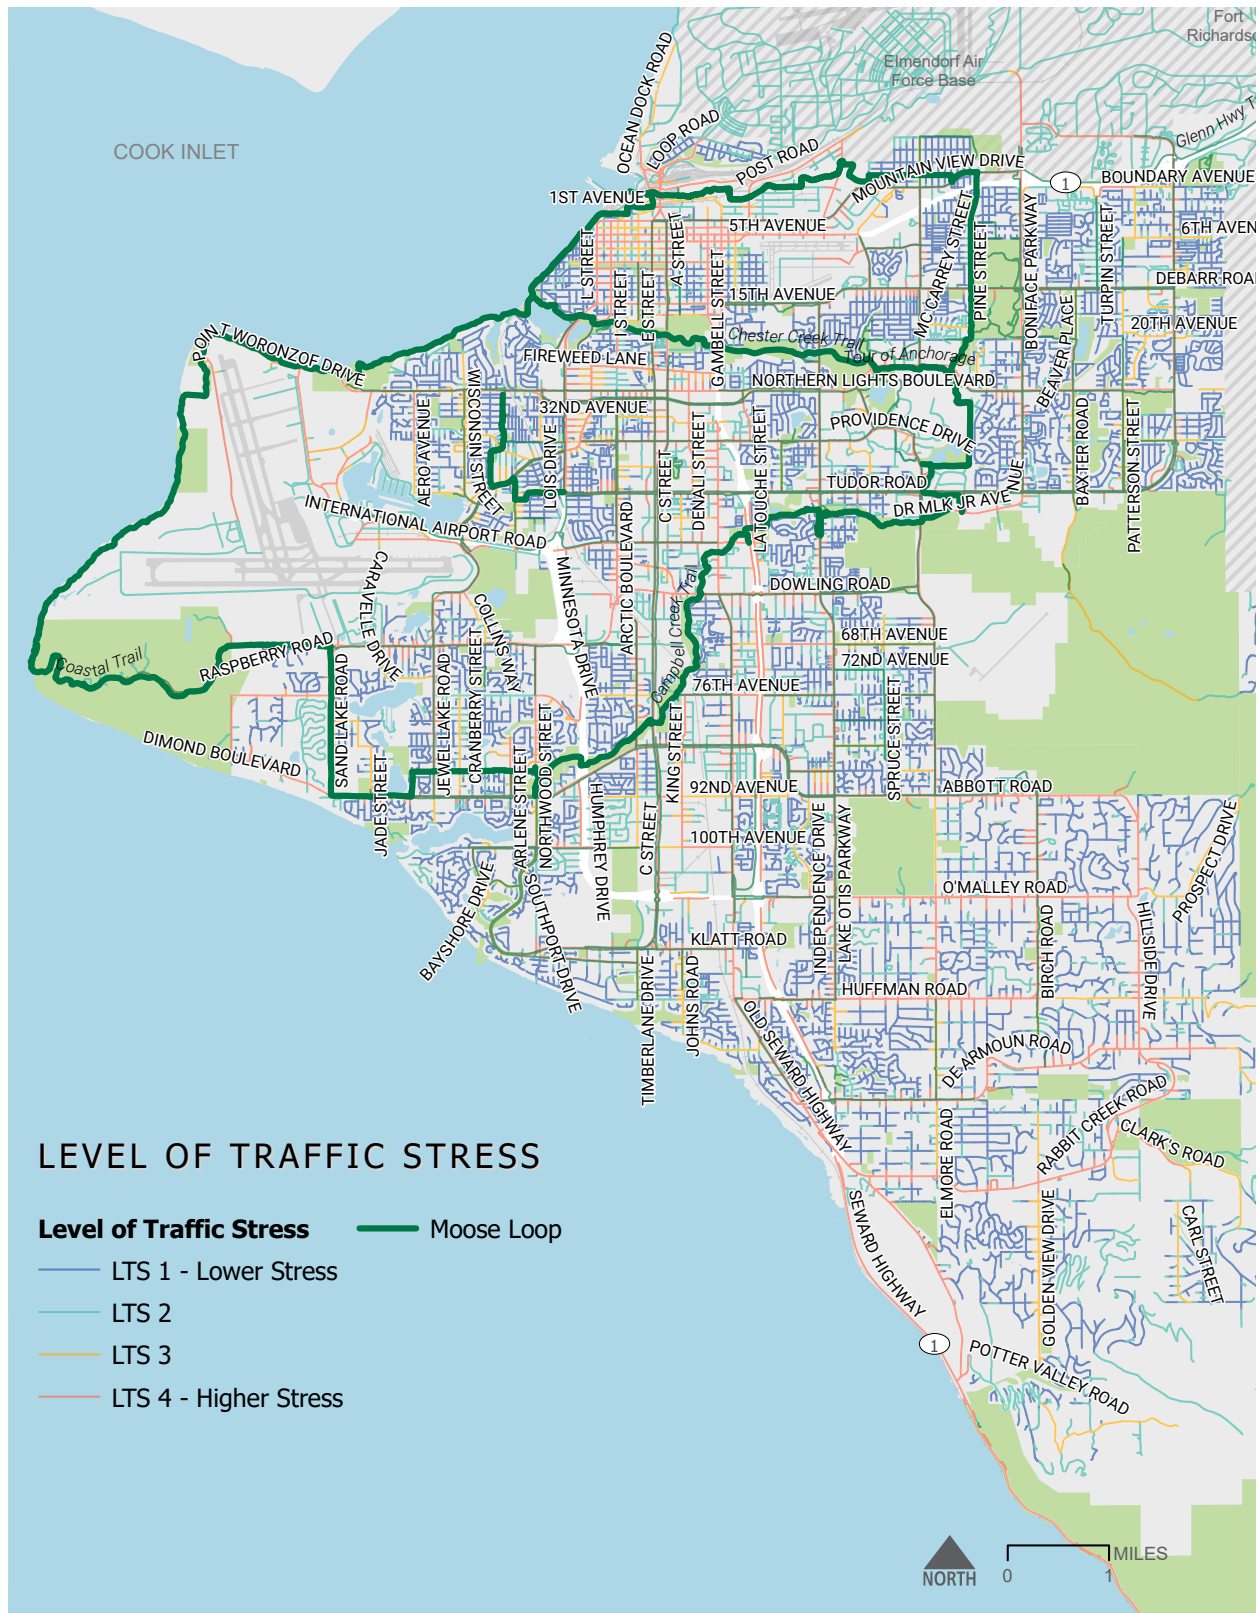 Fort
Richardso
Elmendorf Air
Force Base
OCEAN DOCK ROAD
LOOP ROAD
POST ROAD
Glenn Hwy T
COOK INLET
MOUNTAIN VIEW DRIVE
1
BOUNDARY AVENUE
1ST AVENUE
5TH AVENUE
6TH AVEN
L STREET
I STREET
E STREET
A STREET
GAMBELL STREET
MC CARREY STREET
PINE STREET
BONIFACE PARKWAY
TURPIN STREET
DEBARR ROAD
15TH AVENUE
20TH AVENUE
Chester Creek Trail
Tour of Anchorage
BEAVER PLACE
POINT WORONZOF DRIVE
FIREWEED LANE
NORTHERN LIGHTS BOULEVARD
WISCONSIN STREET
AERO AVENUE
32ND AVENUE
LOIS DRIVE
PROVIDENCE DRIVE
BAXTER ROAD
PATTERSON STREET
C STREET
DENALI STREET
LATOUCHE STREET
TUDOR ROAD
DR MLK JR AVENUE
INTERNATIONAL AIRPORT ROAD
ARCTIC BOULEVARD
MINNESOTA DRIVE
CARAVELLE DRIVE
COLLINS WAY
DOWLING ROAD
Campbell Creek Trail
68TH AVENUE
72ND AVENUE
Coastal Trail
RASPBERRY ROAD
76TH AVENUE
SAND LAKE ROAD
JEWEL LAKE ROAD
CRANBERRY STREET
NORTHWOOD STREET
KING STREET
SPRUCE STREET
DIMOND BOULEVARD
JADE STREET
ARLENE STREET
HUMPHREY DRIVE
92ND AVENUE
ABBOTT ROAD
C STREET
100TH AVENUE
INDEPENDENCE DRIVE
LAKE OTIS PARKWAY
PROSPECT DRIVE
BAYSHORE DRIVE
SOUTHPORT DRIVE
O'MALLEY ROAD
KLATT ROAD
BIRCH ROAD
HILLSIDE DRIVE
TIMBERLANE DRIVE
JOHNS ROAD
HUFFMAN ROAD
OLD SEWARD HIGHWAY
DE ARMOUN ROAD
RABBIT CREEK ROAD
CLARK'S ROAD
ELMORE ROAD
SEWARD HIGHWAY
GOLDEN VIEW DRIVE
CARL STREET
1
POTTER VALLEY ROAD
LEVEL OF TRAFFIC STRESS
Level of Traffic Stress
Moose Loop
LTS 1 - Lower Stress
LTS 2
LTS 3
LTS 4 - Higher Stress
NORTH
MILES
0
1